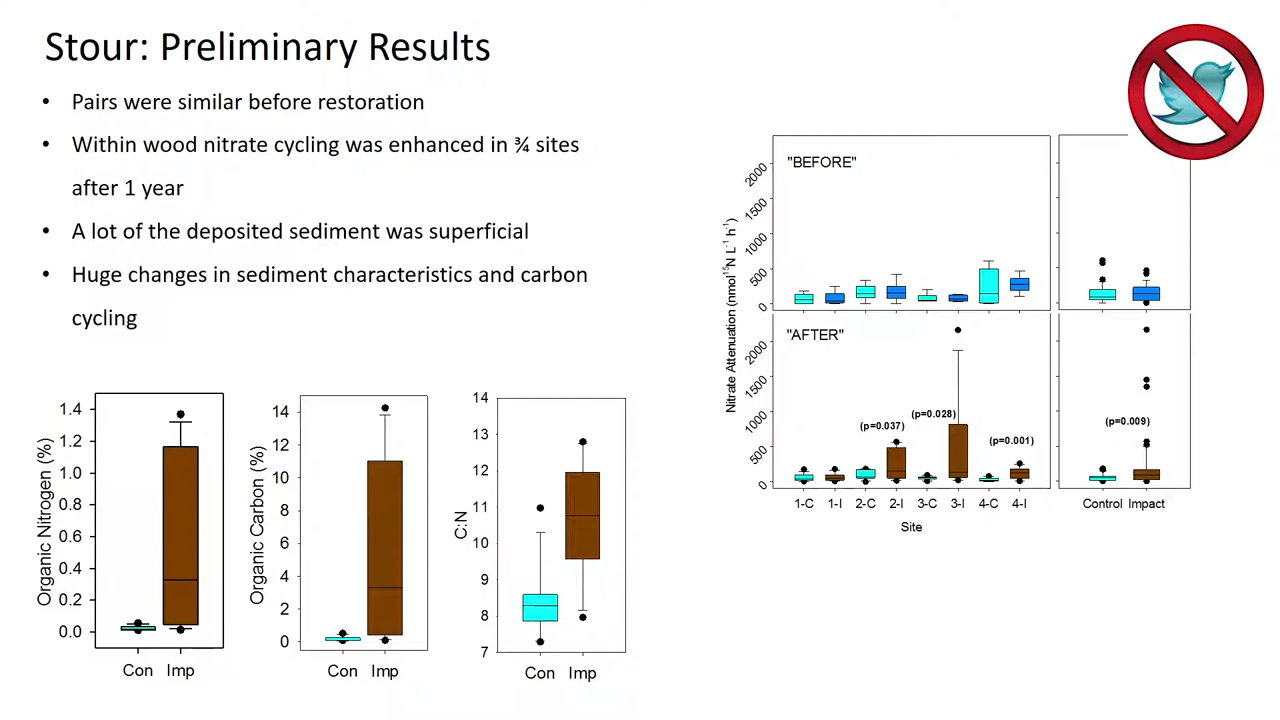 Stour: Preliminary Results
• Pairs were similar before restoration
• Within wood nitrate cycling was enhanced in ¾ sites
after 1 year
• A lot of the deposited sediment was superficial
• Huge changes in sediment characteristics and carbon
cycling
Organic Nitrogen (%)
1.4
1.2
1.0
0.8
0.6
0.4
0.2
0.0
Con Imp
Organic Carbon (%)
14
12
10
8
6
4
2
0
Con Imp
C:N
14
13
12
11
10
9
8
7
Con Imp
Nitrate Attenuation (nmol¹⁵N L⁻¹ h⁻¹)
"BEFORE"
2000
1500
1000
500
0
"AFTER"
2000
1500
1000
500
0
(p=0.037)
(p=0.028)
(p=0.001)
(p=0.009)
1-C 1-I 2-C 2-I 3-C 3-I 4-C 4-I
Control Impact
Site